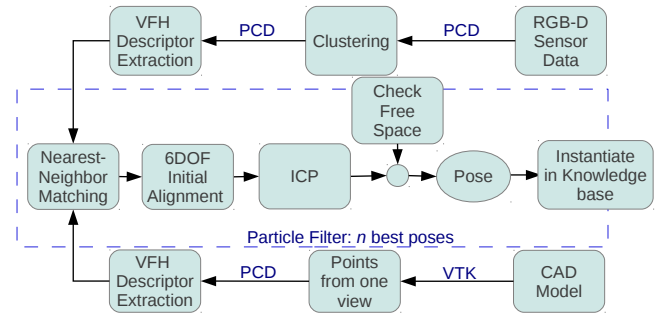 VFH
Descriptor
Extraction
PCD
Clustering
PCD
RGB-D
Sensor
Data
Check
Free
Space
Nearest-
Neighbor
Matching
6DOF
Initial
Alignment
ICP
Pose
Instantiate
in Knowledge
base
Particle Filter: n best poses
VFH
Descriptor
Extraction
PCD
Points
from one
view
VTK
CAD
Model